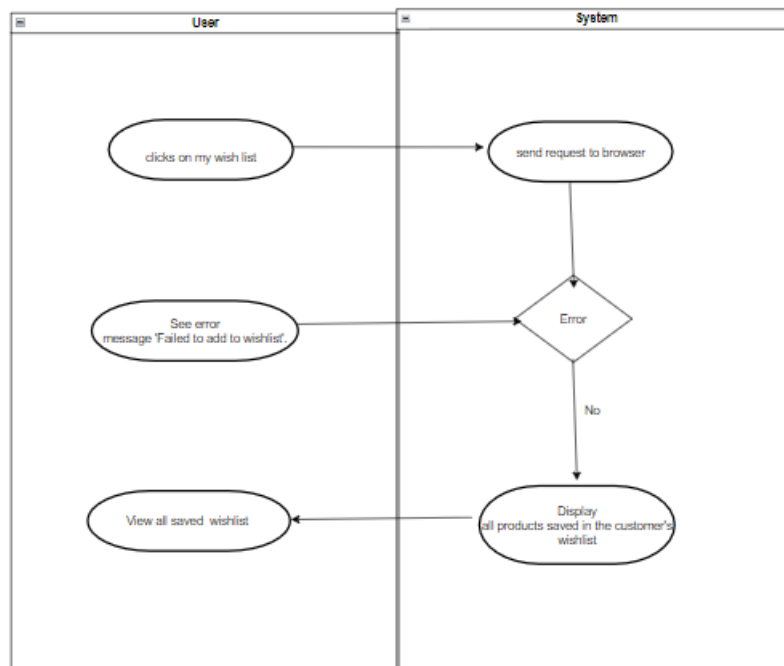 User
System
clicks on my wish list
send request to browser
See error
message 'Failed to add to wishlist'.
Error
No
View all saved wishlist
Display
all products saved in the customer's
wishlist